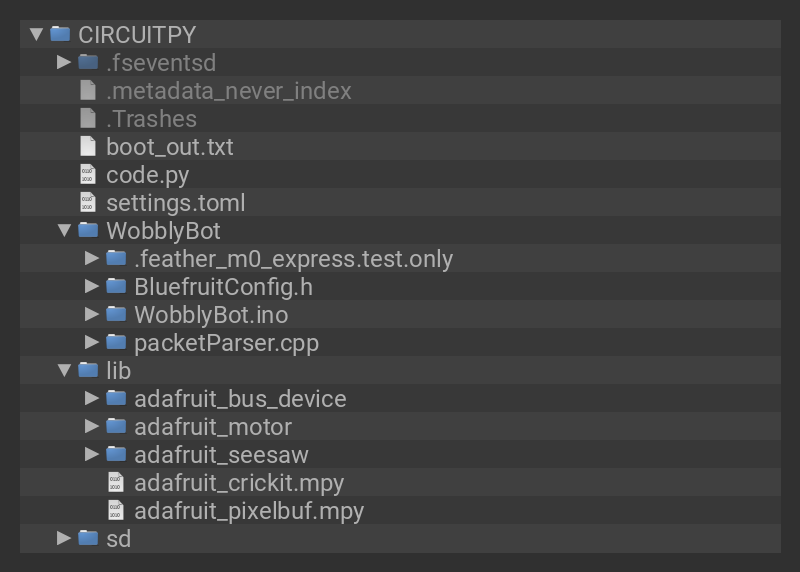 CIRCUITPY
.fseventsd
.metadata_never_index
.Trashes
boot_out.txt
code.py
settings.toml
WobblyBot
.feather_m0_express.test.only
BluefruitConfig.h
WobblyBot.ino
packetParser.cpp
lib
adafruit_bus_device
adafruit_motor
adafruit_seesaw
adafruit_crickit.mpy
adafruit_pixelbuf.mpy
sd